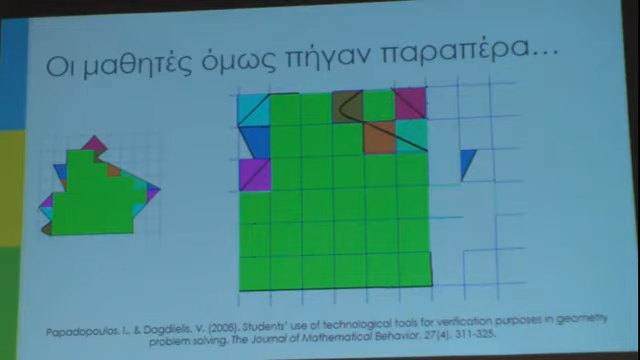 Οι μαθητές όμως πήγαν παραπέρα...
Papadopoulos, I., & Dagdilelis, V. (2008). Students' use of technological tools for verification purposes in geometry
problem solving. The Journal of Mathematical Behavior, 27(4), 311-325.